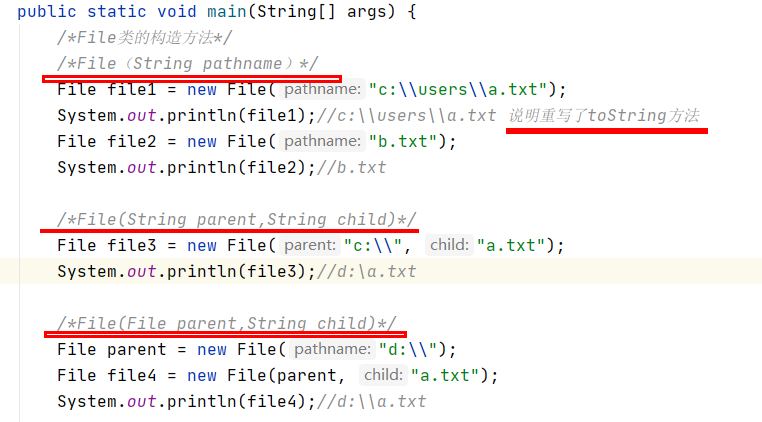 public static void main(String[] args) {
/*File类的构造方法*/
/*File（String pathname）*/
File file1 = new File( pathname: "c:\\users\\a.txt");
System.out.println(file1);//c:\\users\\a.txt 说明重写了toString方法
File file2 = new File( pathname: "b.txt");
System.out.println(file2);//b.txt
/*File(String parent,String child)*/
File file3 = new File( parent: "c:\\", child: "a.txt");
System.out.println(file3);//d:\a.txt
/*File(File parent,String child)*/
File parent = new File( pathname: "d:\\");
File file4 = new File(parent, child: "a.txt");
System.out.println(file4);//d:\\a.txt